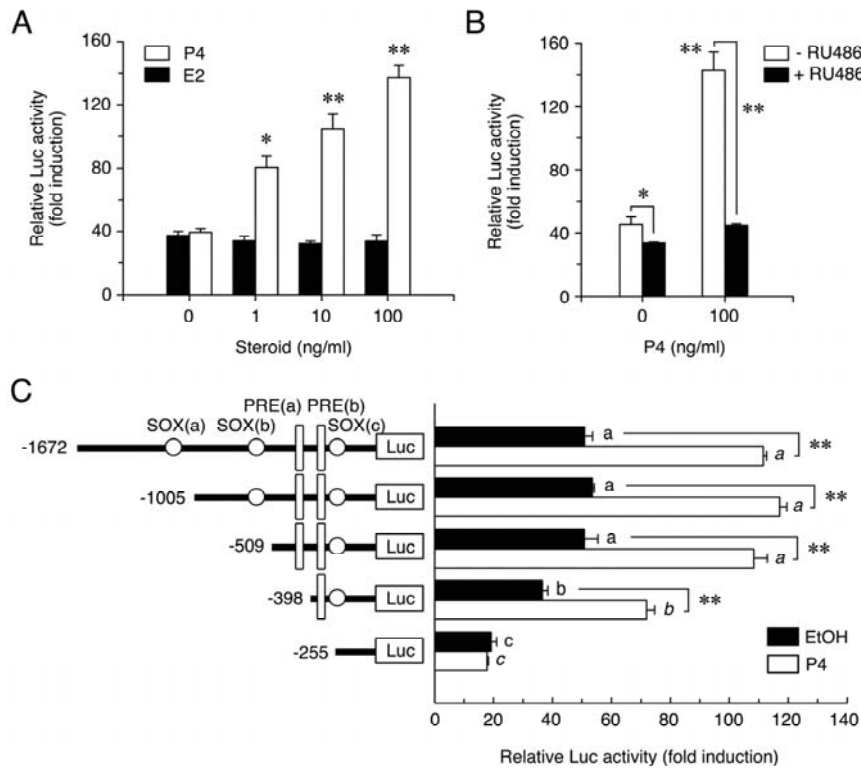 A
Relative Luc activity
(fold induction)
160
120
80
40
0
P4
E2
*
**
**
0 1 10 100
Steroid (ng/ml)
B
Relative Luc activity
(fold induction)
160
120
80
40
0
- RU486
+ RU486
*
**
**
0 100
P4 (ng/ml)
C
PRE(a) PRE(b)
SOX(a) SOX(b) SOX(c)
-1672 Luc a a **
-1005 Luc a a **
-509 Luc a a **
-398 Luc b b **
-255 Luc c c
EtOH
P4
0 20 40 60 80 100 120 140
Relative Luc activity (fold induction)